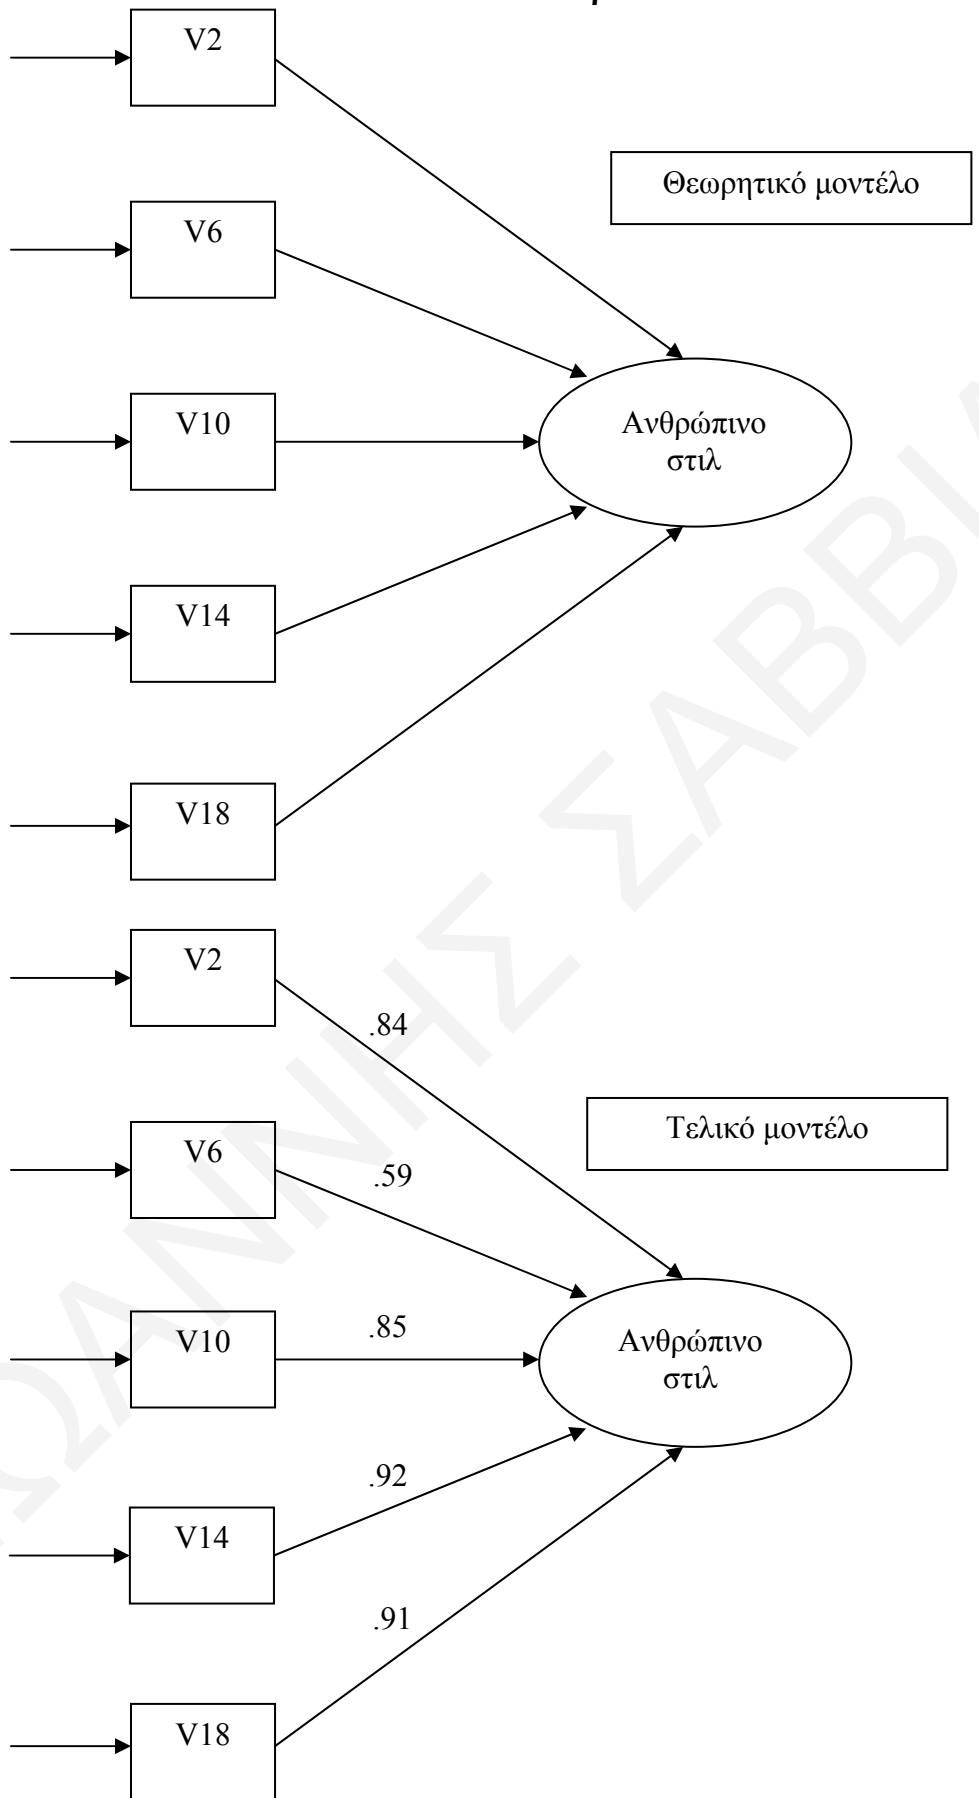 V2
Θεωρητικό μοντέλο
V6
V10
Ανθρώπινο
στιλ
V14
V18
V2
.84
Τελικό μοντέλο
V6
.59
V10
.85
Ανθρώπινο
στιλ
.92
V14
.91
V18